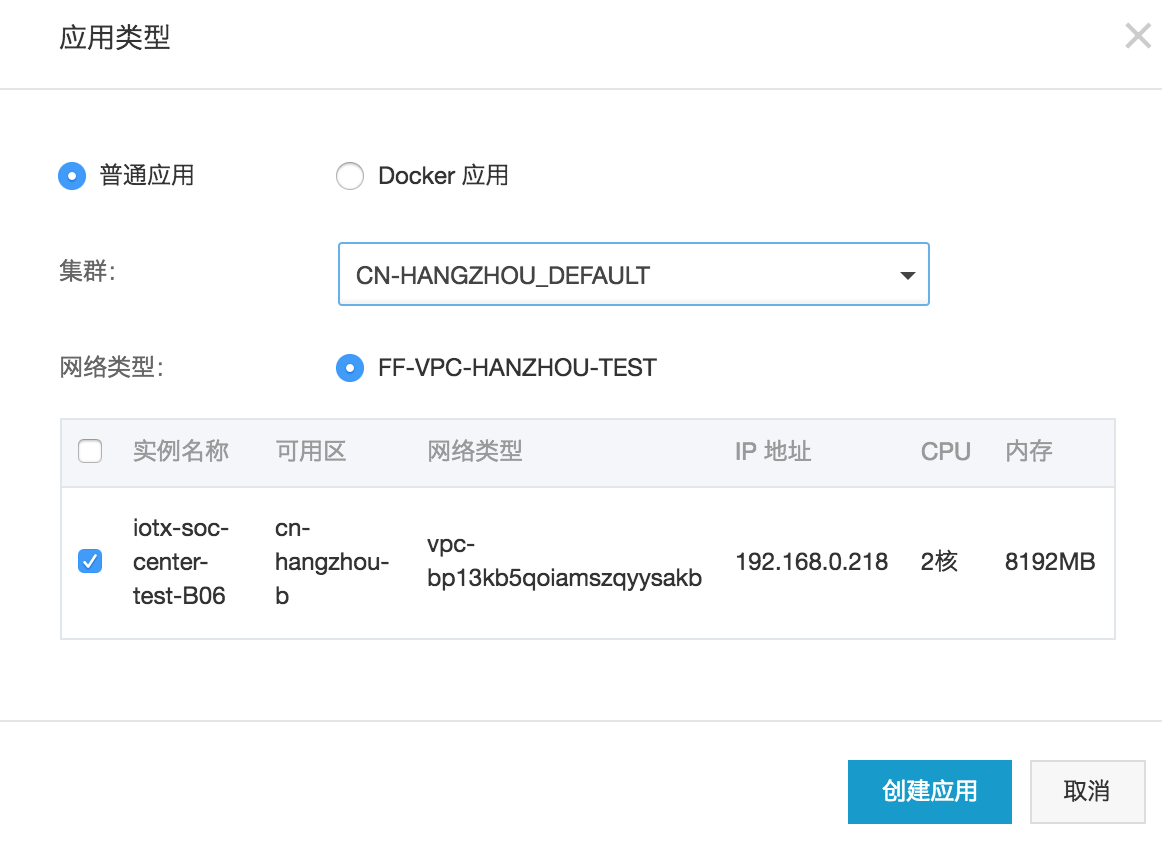 应用类型
普通应用 Docker 应用
集群: CN-HANGZHOU_DEFAULT
网络类型: FF-VPC-HANZHOU-TEST
实例名称 可用区 网络类型 IP 地址 CPU 内存
iotx-soc-
center-
test-B06
cn-
hangzhou-
b
vpc-
bp13kb5qoiamszqyysakb
192.168.0.218
2核
8192MB
创建应用 取消